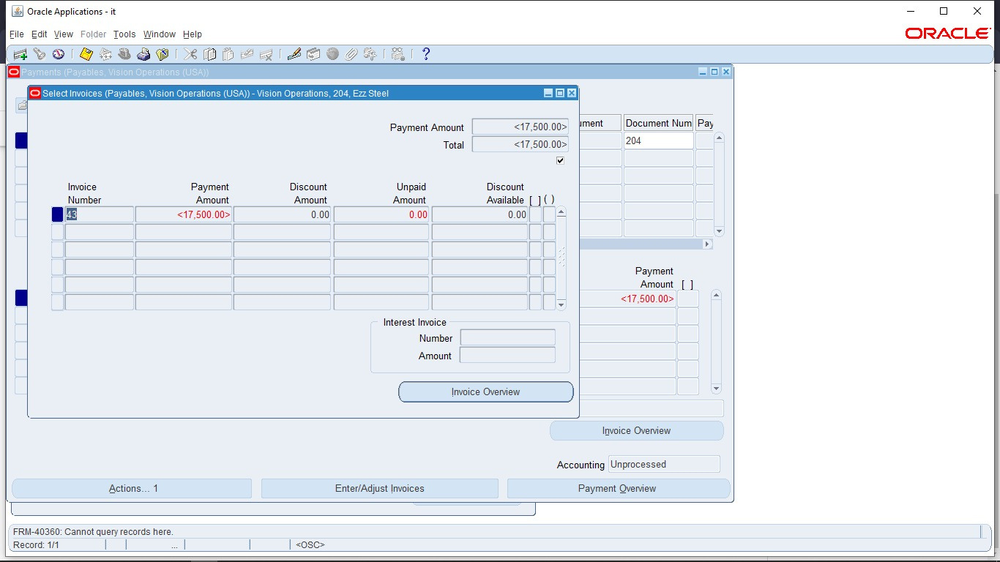 Oracle Applications - it
File Edit View Folder Tools Window Help
ORACLE
Payments (Payables, Vision Operations (USA))
Select Invoices (Payables, Vision Operations (USA)) - Vision Operations, 204, Ezz Steel
Payment Amount <17,500.00>
Total <17,500.00>
Document Num Pay
204
Invoice Number Payment Amount Discount Amount Unpaid Amount Discount Available [ ] ( )
43 <17,500.00> 0.00 0.00 0.00
Payment Amount [ ]
<17,500.00>
Interest Invoice
Number
Amount
Invoice Overview
Invoice Overview
Accounting Unprocessed
Actions... 1 Enter/Adjust Invoices Payment Overview
FRM-40360: Cannot query records here.
Record: 1/1 ... <OSC>